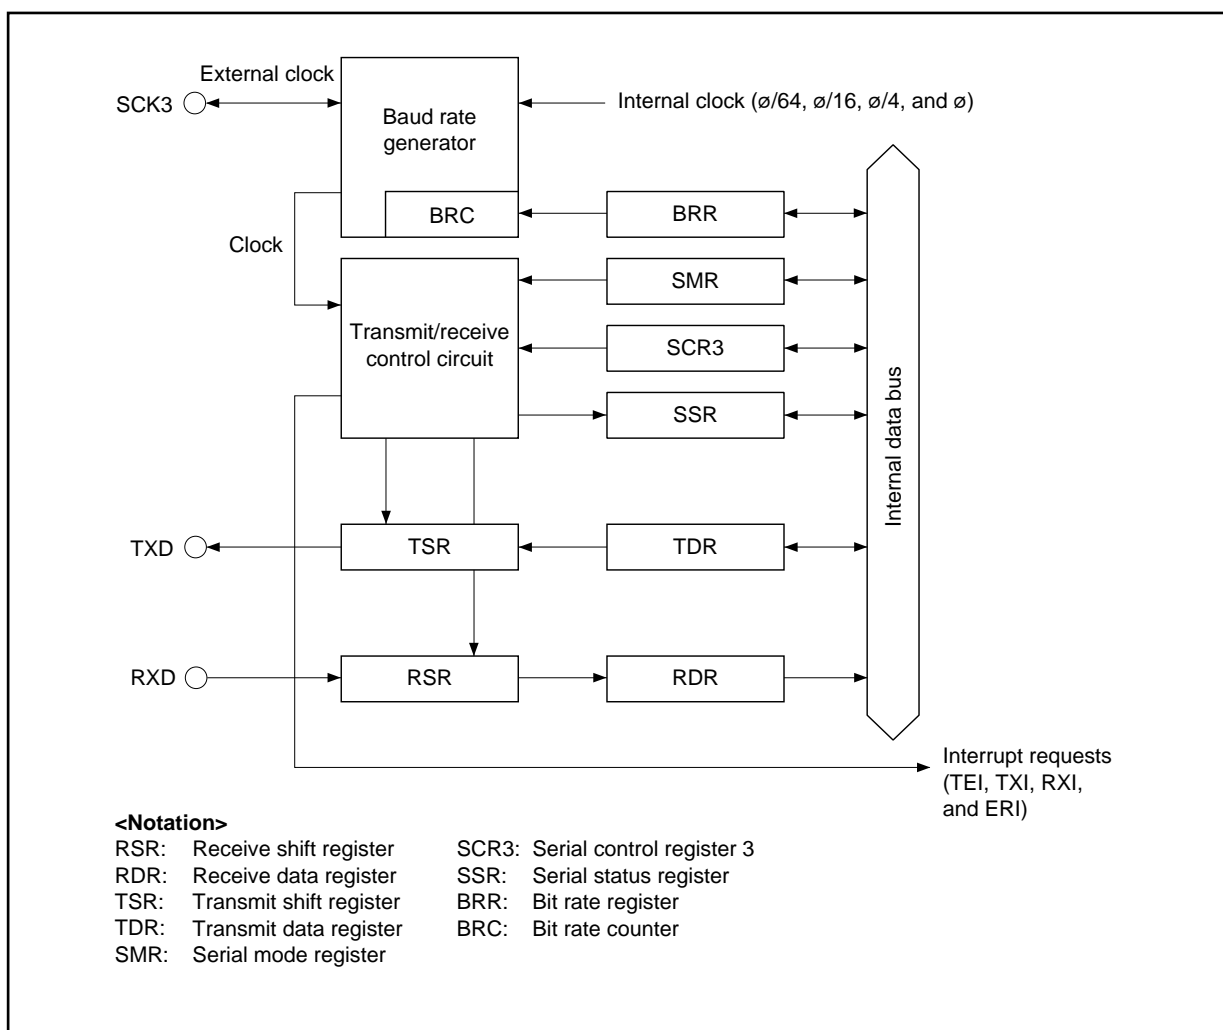 External clock
SCK3
Baud rate
generator
Internal clock (ø/64, ø/16, ø/4, and ø)
BRC
BRR
Clock
SMR
Transmit/receive
control circuit
SCR3
SSR
Internal data bus
TXD
TSR
TDR
RXD
RSR
RDR
Interrupt requests
(TEI, TXI, RXI,
and ERI)
<Notation>
RSR: Receive shift register
RDR: Receive data register
TSR: Transmit shift register
TDR: Transmit data register
SMR: Serial mode register
SCR3: Serial control register 3
SSR: Serial status register
BRR: Bit rate register
BRC: Bit rate counter